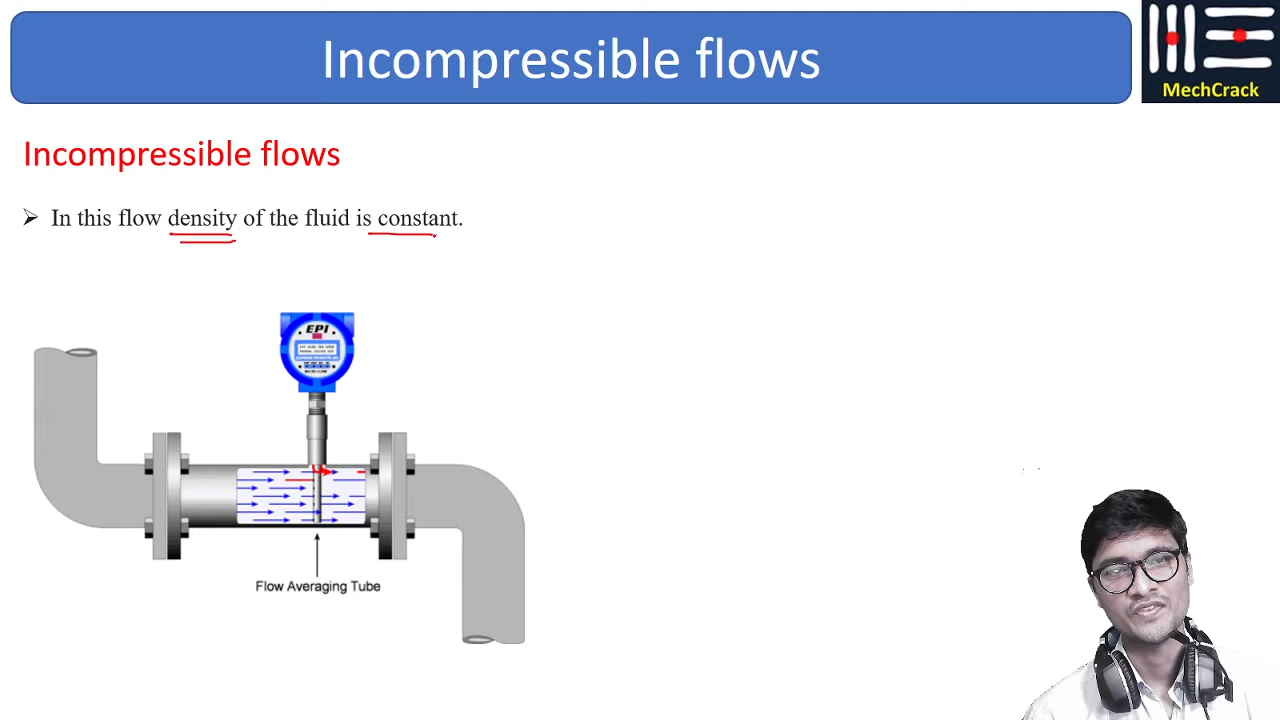 Incompressible flows
MechCrack
Incompressible flows
➤ In this flow density of the fluid is constant.
EPI
Flow Averaging Tube